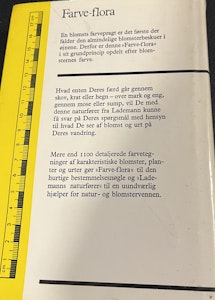 Farve-flora
En blomsts farvepragt er det første der
falder den almindelige blomsterbeskuer i
øjnene. Derfor er denne »Farve-flora«
i sit grundprincip opdelt efter blom-
sternes farve.
Hvad enten Deres færd går gennem
skov, krat eller hegn – over mark og eng,
gennem mose eller sump, vil De med
denne naturfører fra Lademann kunne
få svar på Deres spørgsmål med hensyn
til hvad De ser af blomst og urt på
Deres vandring.
Mere end 1100 detaljerede farveteg-
ninger af karakteristiske blomster, plan-
ter og urter gør »Farve-flora« til den
hurtige bestemmelsesnøgle og »Lade-
manns naturfører« til en uundværlig
hjælper for natur- og blomstervennen.